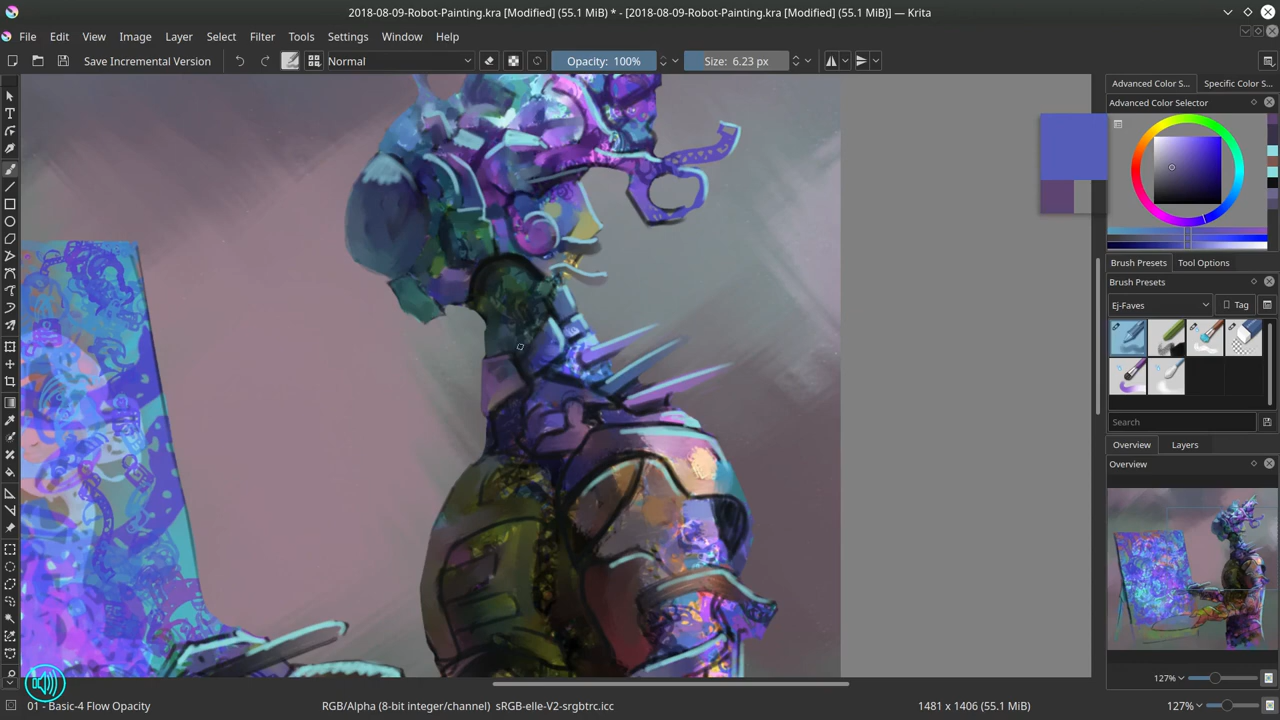 2018-08-09-Robot-Painting.kra [Modified] (55.1 MiB) * - [2018-08-09-Robot-Painting.kra [Modified] (55.1 MiB)] — Krita
File Edit View Image Layer Select Filter Tools Settings Window Help
Save Incremental Version Normal Opacity: 100% Size: 6.23 px
Advanced Color S... Specific Color S...
Advanced Color Selector
Brush Presets Tool Options
Brush Presets
Ej-Faves Tag
Search
Overview Layers
Overview
127%
01 - Basic-4 Flow Opacity RGB/Alpha (8-bit integer/channel) sRGB-elle-V2-srgbtrc.icc 1481 x 1406 (55.1 MiB) 127%